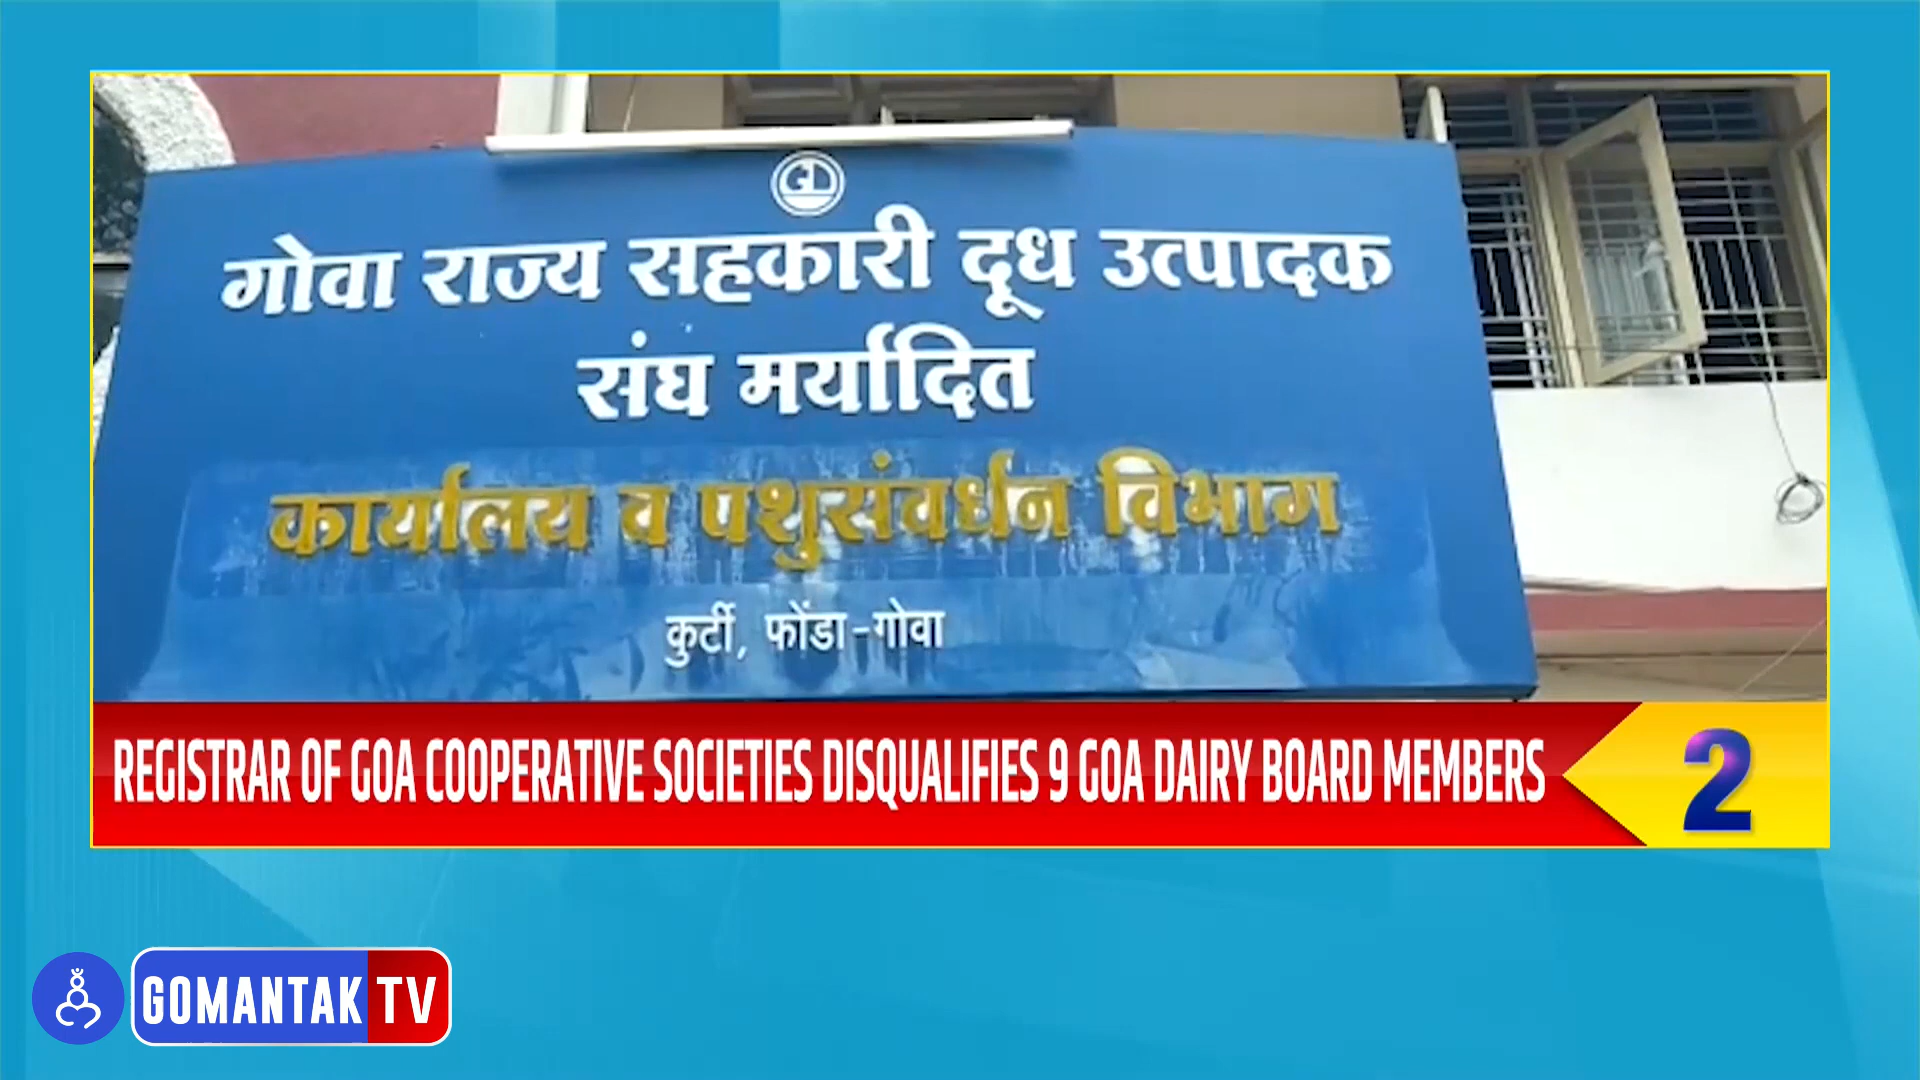 GD
गोवा राज्य सहकारी दूध उत्पादक
संघ मर्यादित
कार्यालय व पशुसंवर्धन विभाग
कुर्टी, फोंडा-गोवा
REGISTRAR OF GOA COOPERATIVE SOCIETIES DISQUALIFIES 9 GOA DAIRY BOARD MEMBERS
2
GOMANTAK TV